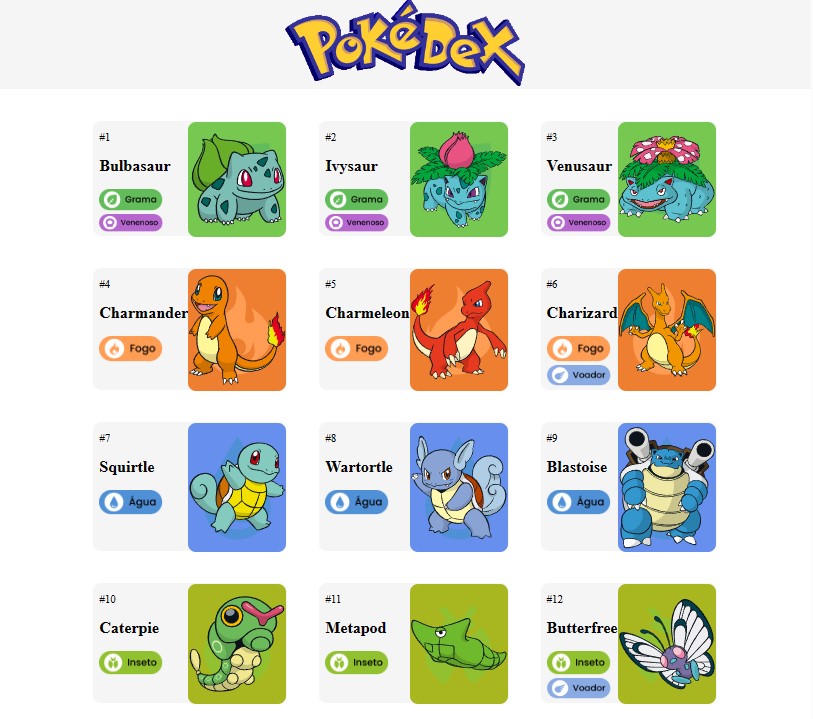 POKéDEX
#1
Bulbasaur
Grama
Venenoso
#2
Ivysaur
Grama
Venenoso
#3
Venusaur
Grama
Venenoso
#4
Charmander
Fogo
#5
Charmeleon
Fogo
#6
Charizard
Fogo
Voador
#7
Squirtle
Água
#8
Wartortle
Água
#9
Blastoise
Água
#10
Caterpie
Inseto
#11
Metapod
Inseto
#12
Butterfree
Inseto
Voador